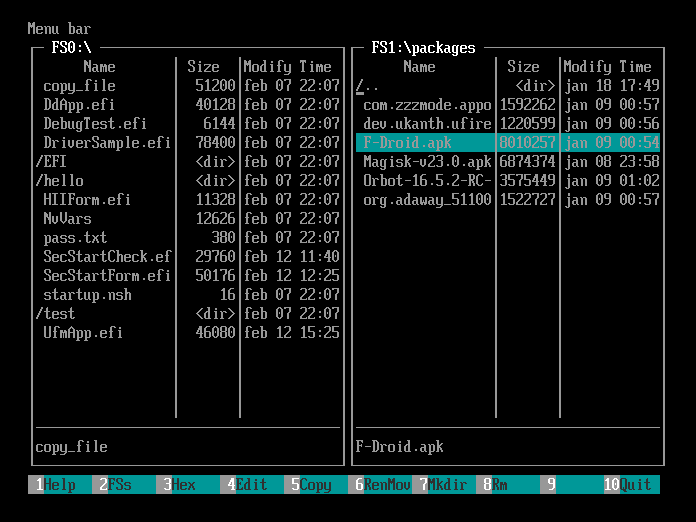 Menu bar
FS0:\ FS1:\packages
Name Size Modify Time Name Size Modify Time
copy_file 51200 feb 07 22:07 /.. <dir> jan 18 17:49
DdApp.efi 40128 feb 07 22:07 com.zzzmode.appo 1592262 jan 09 00:57
DebugTest.efi 6144 feb 07 22:07 dev.ukanth.ufire 1220599 jan 09 00:56
DriverSample.efi 78400 feb 07 22:07 F-Droid.apk 8010257 jan 09 00:54
/EFI <dir> feb 07 22:07 Magisk-v23.0.apk 6874374 jan 08 23:58
/hello <dir> feb 07 22:07 Orbot-16.5.2-RC- 3575449 jan 09 01:02
HIIForm.efi 11328 feb 07 22:07 org.adaway_51100 1522727 jan 09 00:57
NvVars 12626 feb 07 22:07
pass.txt 380 feb 07 22:07
SecStartCheck.ef 29760 feb 12 11:40
SecStartForm.efi 50176 feb 12 12:25
startup.nsh 16 feb 07 22:07
/test <dir> feb 07 22:07
UfmApp.efi 46080 feb 12 15:25
copy_file F-Droid.apk
1Help 2FSs 3Hex 4Edit 5Copy 6RenMov 7Mkdir 8Rm 9 10Quit